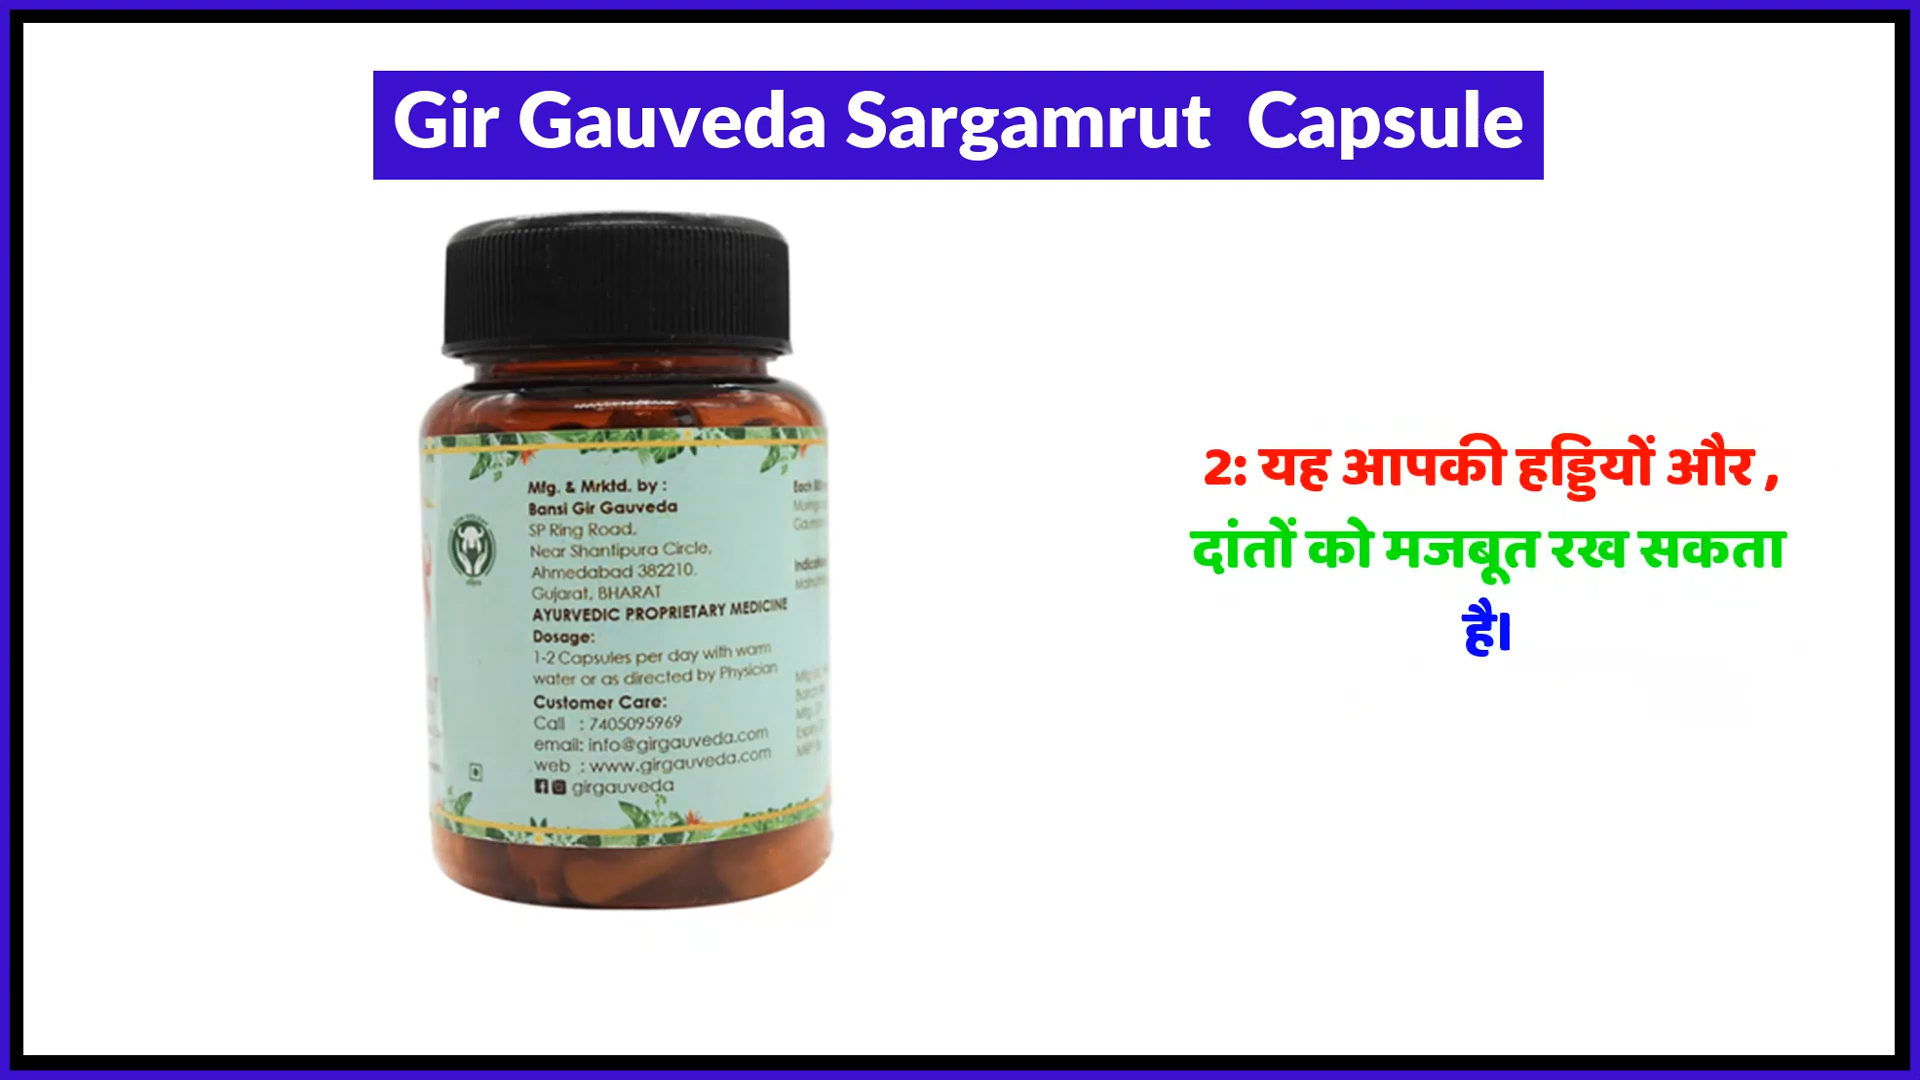 Gir Gauveda Sargamrut Capsule
Mfg. & Mrktd. by :
Bansi Gir Gauveda
SP Ring Road,
Near Shantipura Circle,
Ahmedabad 382210.
Gujarat, BHARAT
AYURVEDIC PROPRIETARY MEDICINE
Dosage:
1-2 Capsules per day with warm
water or as directed by Physician
Customer Care:
Call : 7405095969
email: info@girgauveda.com
web : www.girgauveda.com
girgauveda
2: यह आपकी हड्डियों और ,
दांतों को मजबूत रख सकता
है।